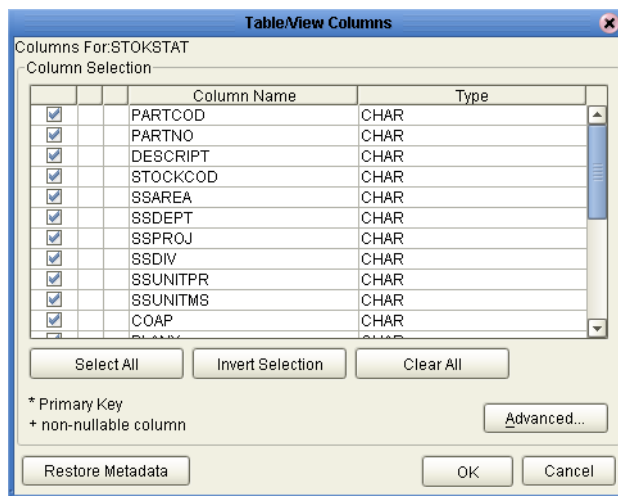 Table/View Columns
Columns For:STOKSTAT
Column Selection
Column Name Type
PARTCOD CHAR
PARTNO CHAR
DESCRIPT CHAR
STOCKCOD CHAR
SSAREA CHAR
SSDEPT CHAR
SSPROJ CHAR
SSDIV CHAR
SSUNITPR CHAR
SSUNITMS CHAR
COAP CHAR
Select All Invert Selection Clear All
* Primary Key
+ non-nullable column
Advanced...
Restore Metadata OK Cancel